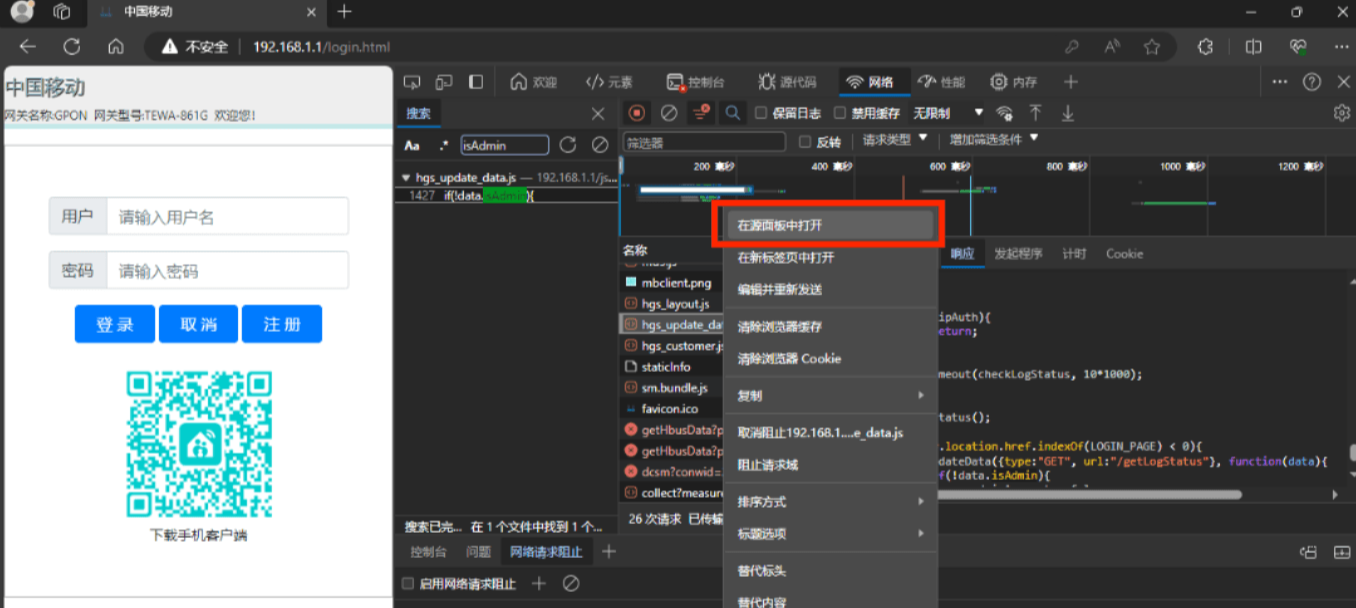 中国移动
不安全 192.168.1.1/login.html
中国移动
网关名称:GPON 网关型号:TEWA-861G 欢迎您!
用户 请输入用户名
密码 请输入密码
登录 取消 注册
下载手机客户端
欢迎 元素 控制台 源代码 网络 性能 内存
搜索
Aa .* isAdmin
hgs_update_data.js — 192.168.1.1/js...
1427 if(!data.isAdmin){
搜索已完... 在 1 个文件中找到 1 个...
保留日志 禁用缓存 无限制
筛选器 反转 请求类型 增加筛选条件
200 毫秒 400 毫秒 600 毫秒 800 毫秒 1000 毫秒 1200 毫秒
名称
mbclient.png
hgs_layout.js
hgs_update_dat
hgs_customer.js
staticInfo
sm.bundle.js
favicon.ico
getHbusData?p
getHbusData?p
dcsm?conwid=
collect?measure
26 次请求 已传输
在源面板中打开
在新标签页中打开
编辑并重新发送
清除浏览器缓存
清除浏览器 Cookie
复制
取消阻止192.168.1....e_data.js
阻止请求域
排序方式
标题选项
替代标头
替代内容
响应 发起程序 计时 Cookie
ipAuth){
eturn;
meout(checkLogStatus, 10*1000);
tatus();
.location.href.indexOf(LOGIN_PAGE) < 0){
dateData({type:"GET", url:"/getLogStatus"}, function(data){
f(!data.isAdmin){
控制台 问题 网络请求阻止
启用网络请求阻止